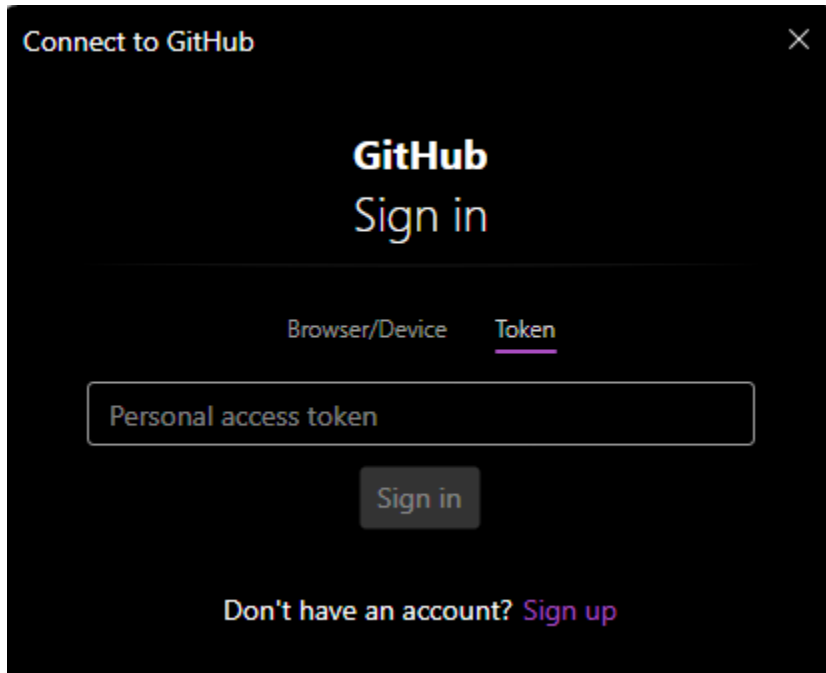 Connect to GitHub
GitHub
Sign in
Browser/Device Token
Personal access token
Sign in
Don't have an account? Sign up